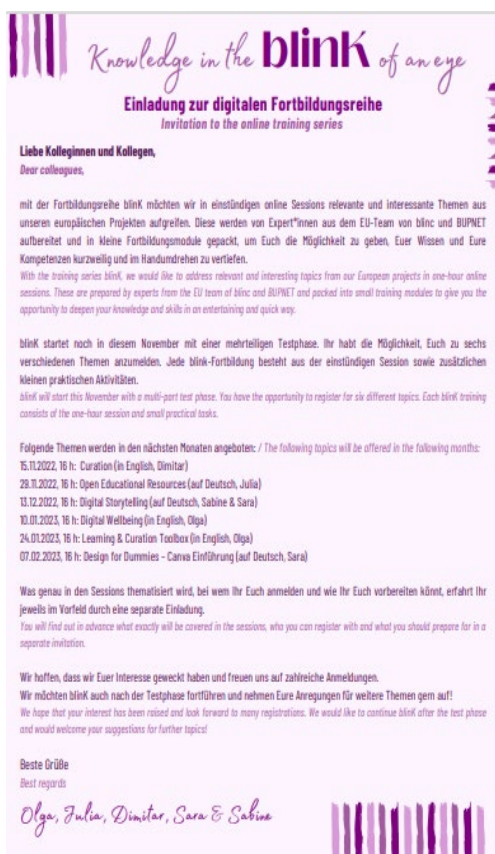 Knowledge in the blinK of an eye
Einladung zur digitalen Fortbildungsreihe
Invitation to the online training series
Liebe Kolleginnen und Kollegen,
Dear colleagues,
mit der Fortbildungsreihe blinK möchten wir in einstündigen online Sessions relevante und interessante Themen aus
unseren europäischen Projekten aufgreifen. Diese werden von Expert*innen aus dem EU-Team von blinc und BUPNET
aufbereitet und in kleine Fortbildungsmodule gepackt, um Euch die Möglichkeit zu geben, Euer Wissen und Eure
Kompetenzen kurzweilig und im Handumdrehen zu vertiefen.
With the training series blinK, we would like to address relevant and interesting topics from our European projects in one-hour online
sessions. These are prepared by experts from the EU team of blinc and BUPNET and packed into small training modules to give you the
opportunity to deepen your knowledge and skills in an entertaining and quick way.
blinK startet noch in diesem November mit einer mehrteiligen Testphase. Ihr habt die Möglichkeit, Euch zu sechs
verschiedenen Themen anzumelden. Jede blink-Fortbildung besteht aus der einstündigen Session sowie zusätzlichen
kleinen praktischen Aktivitäten.
blinK will start this November with a multi-part test phase. You have the opportunity to register for six different topics. Each blinK training
consists of the one-hour session and small practical tasks.
Folgende Themen werden in den nächsten Monaten angeboten: / The following topics will be offered in the following months:
15.11.2022, 16 h: Curation (in English, Dimitar)
29.11.2022, 16 h: Open Educational Resources (auf Deutsch, Julia)
13.12.2022, 16 h: Digital Storytelling (auf Deutsch, Sabine & Sara)
10.01.2023, 16 h: Digital Wellbeing (in English, Olga)
24.01.2023, 16 h: Learning & Curation Toolbox (in English, Olga)
07.02.2023, 16 h: Design for Dummies – Canva Einführung (auf Deutsch, Sara)
Was genau in den Sessions thematisiert wird, bei wem Ihr Euch anmelden und wie Ihr Euch vorbereiten könnt, erfahrt Ihr
jeweils im Vorfeld durch eine separate Einladung.
You will find out in advance what exactly will be covered in the sessions, who you can register with and what you should prepare for in a
separate invitation.
Wir hoffen, dass wir Euer Interesse geweckt haben und freuen uns auf zahlreiche Anmeldungen.
Wir möchten blinK auch nach der Testphase fortführen und nehmen Eure Anregungen für weitere Themen gern auf!
We hope that your interest has been raised and look forward to many registrations. We would like to continue blinK after the test phase
and would welcome your suggestions for further topics!
Beste Grüße
Best regards
Olga, Julia, Dimitar, Sara & Sabine